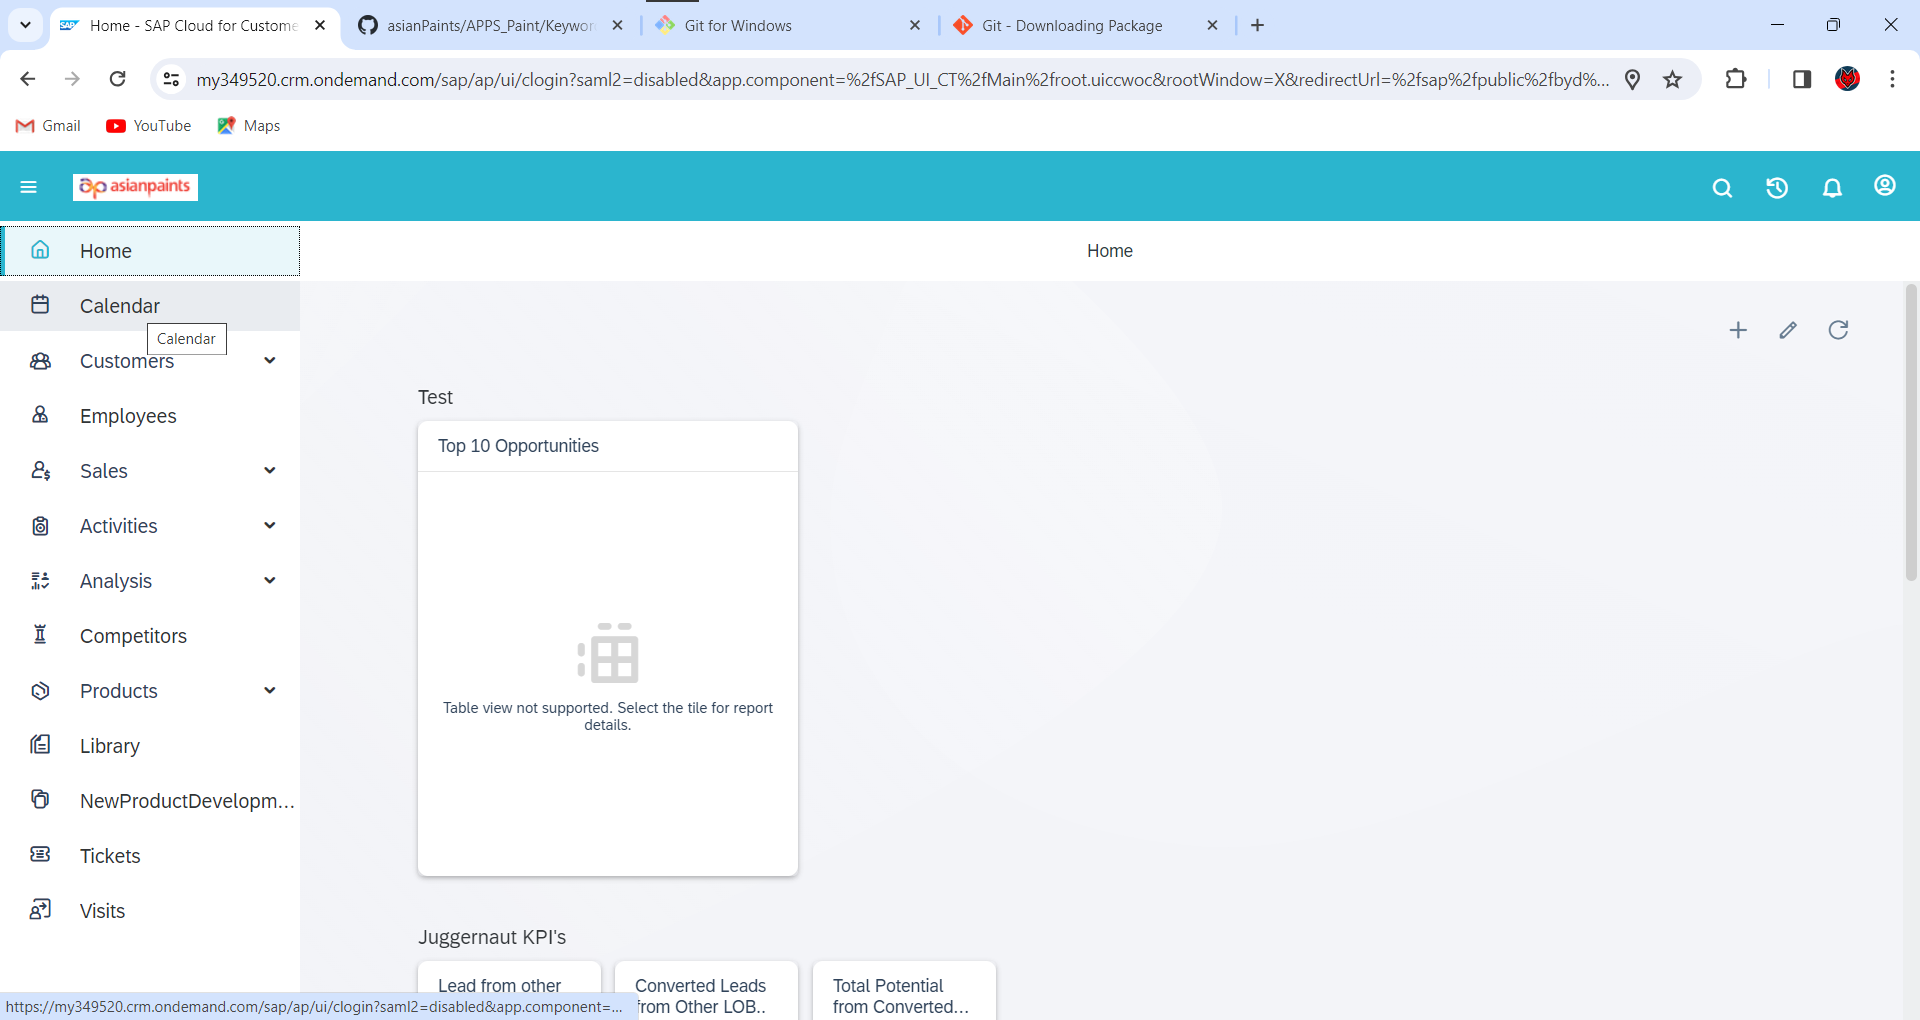 Home - SAP Cloud for Custome
asianPaints/APPS_Paint/Keywor
Git for Windows
Git - Downloading Package
my349520.crm.ondemand.com/sap/ap/ui/clogin?saml2=disabled&app.component=%2fSAP_UI_CT%2fMain%2froot.uiccwoc&rootWindow=X&redirectUrl=%2fsap%2fpublic%2fbyd%...
Gmail
YouTube
Maps
asianpaints
Home
Home
Calendar
Calendar
Customers
Employees
Sales
Activities
Analysis
Competitors
Products
Library
NewProductDevelopm...
Tickets
Visits
Test
Top 10 Opportunities
Table view not supported. Select the tile for report
details.
Juggernaut KPI's
Lead from other
Converted Leads
from Other LOB..
Total Potential
from Converted...
https://my349520.crm.ondemand.com/sap/ap/ui/clogin?saml2=disabled&app.component=...